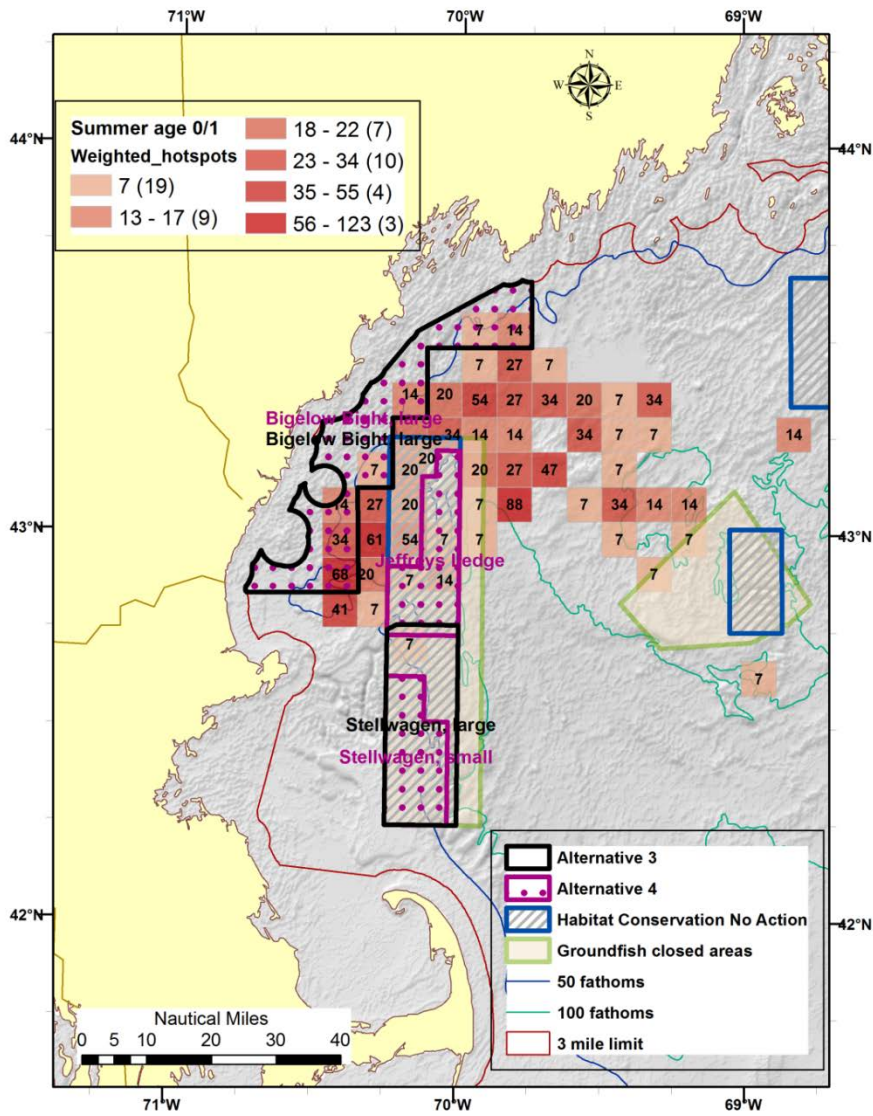 71°W 70°W 69°W
N
W E
S
44°N 44°N
Summer age 0/1
Weighted_hotspots
7 (19)
13 - 17 (9)
18 - 22 (7)
23 - 34 (10)
35 - 55 (4)
56 - 123 (3)
7 14
7 27 7
14 20 54 27 34 20 7 34
Bigelow Bight, large
Bigelow Bight, large
34 14 14 34 7 7 14
20
7 20 20 27 47 7
43°N 43°N
14 27 20 7 88 7 34 14 14
34 61 54 7 7 7 7
Jeffreys Ledge
68 20 7 14 7
41 7
7
7
Stellwagen, large
Stellwagen, small
42°N 42°N
Alternative 3
Alternative 4
Habitat Conservation No Action
Groundfish closed areas
50 fathoms
100 fathoms
3 mile limit
Nautical Miles
0 5 10 20 30 40
71°W 70°W 69°W